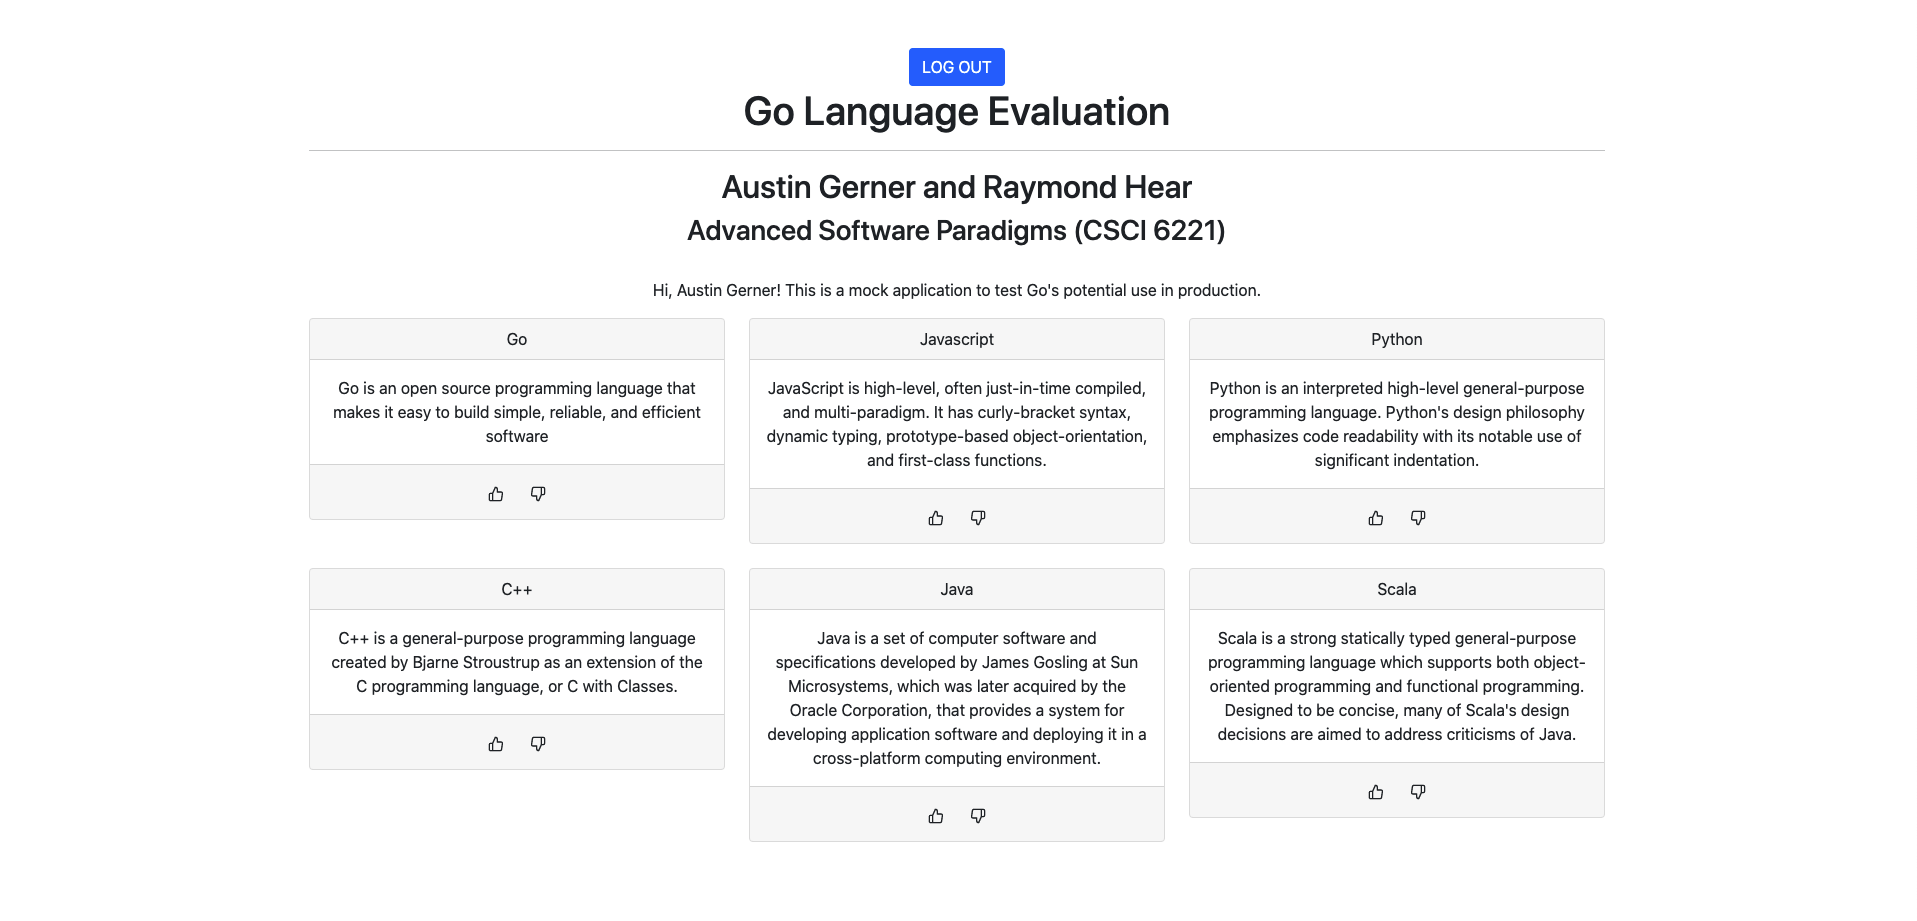 LOG OUT
Go Language Evaluation
Austin Gerner and Raymond Hear
Advanced Software Paradigms (CSCI 6221)
Hi, Austin Gerner! This is a mock application to test Go's potential use in production.
Go
Go is an open source programming language that
makes it easy to build simple, reliable, and efficient
software
Javascript
JavaScript is high-level, often just-in-time compiled,
and multi-paradigm. It has curly-bracket syntax,
dynamic typing, prototype-based object-orientation,
and first-class functions.
Python
Python is an interpreted high-level general-purpose
programming language. Python's design philosophy
emphasizes code readability with its notable use of
significant indentation.
C++
C++ is a general-purpose programming language
created by Bjarne Stroustrup as an extension of the
C programming language, or C with Classes.
Java
Java is a set of computer software and
specifications developed by James Gosling at Sun
Microsystems, which was later acquired by the
Oracle Corporation, that provides a system for
developing application software and deploying it in a
cross-platform computing environment.
Scala
Scala is a strong statically typed general-purpose
programming language which supports both object-
oriented programming and functional programming.
Designed to be concise, many of Scala's design
decisions are aimed to address criticisms of Java.